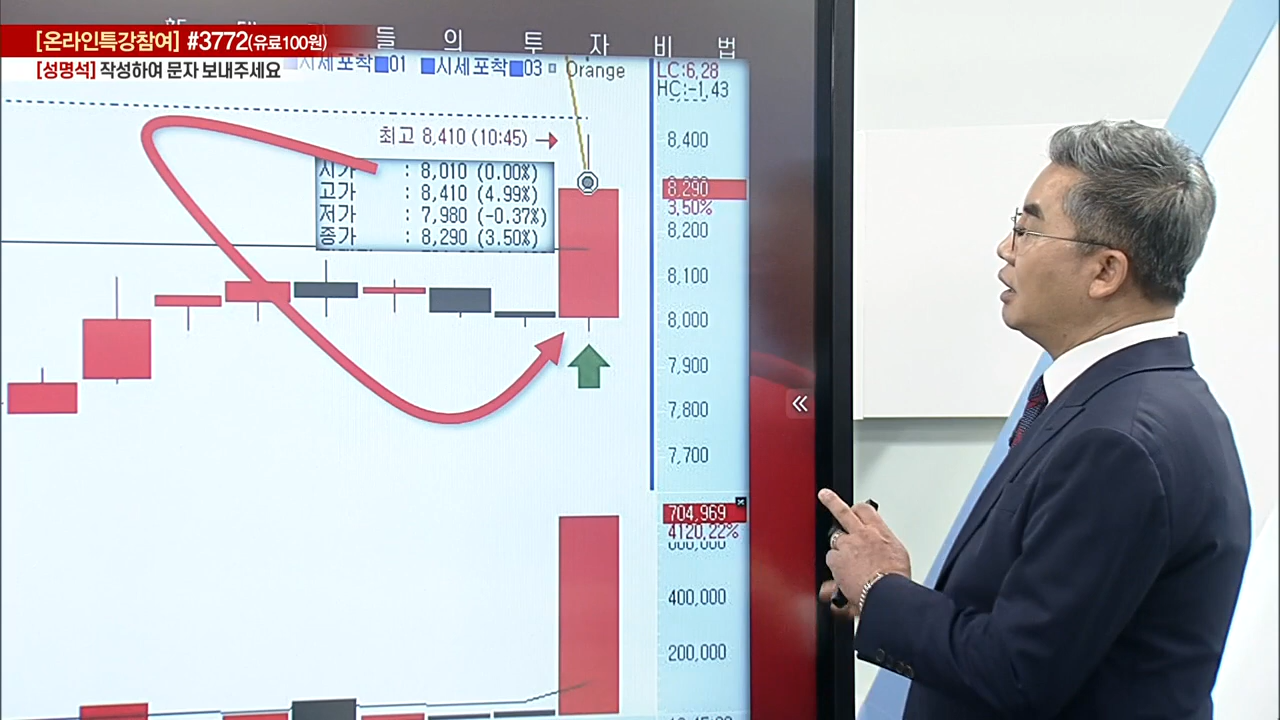 [온라인특강참여] #3772(유료100원)
[성명석] 작성하여 문자 보내주세요
들의 투자 비법
시세포착 01 시세포착 03 Orange
LC:6,28
HC:-1,43
최고 8,410 (10:45)
시가 : 8,010 (0.00%)
고가 : 8,410 (4.99%)
저가 : 7,980 (-0.37%)
종가 : 8,290 (3.50%)
8,400
8,290
3,50%
8,200
8,100
8,000
7,900
7,800
7,700
704,969
4120,22%
400,000
200,000